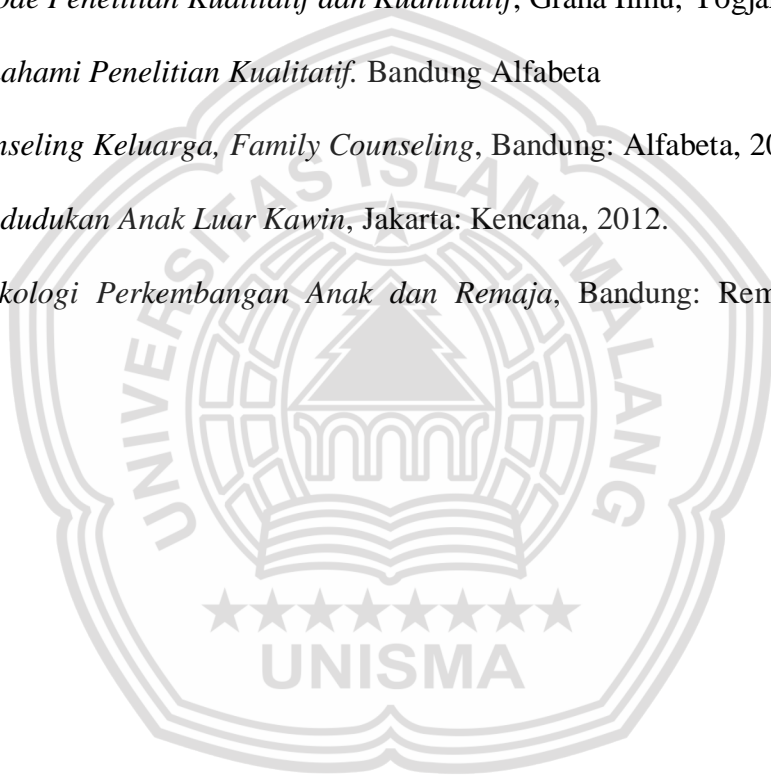 ode Penelitian Kualitatif dan Kuantitatif, Graha Ilmu, Yogja
ahami Penelitian Kualitatif. Bandung Alfabeta
nseling Keluarga, Family Counseling, Bandung: Alfabeta, 20
dudukan Anak Luar Kawin, Jakarta: Kencana, 2012.
kologi Perkembangan Anak dan Remaja, Bandung: Rem
UNIVERSITAS ISLAM MALANG
UNISMA